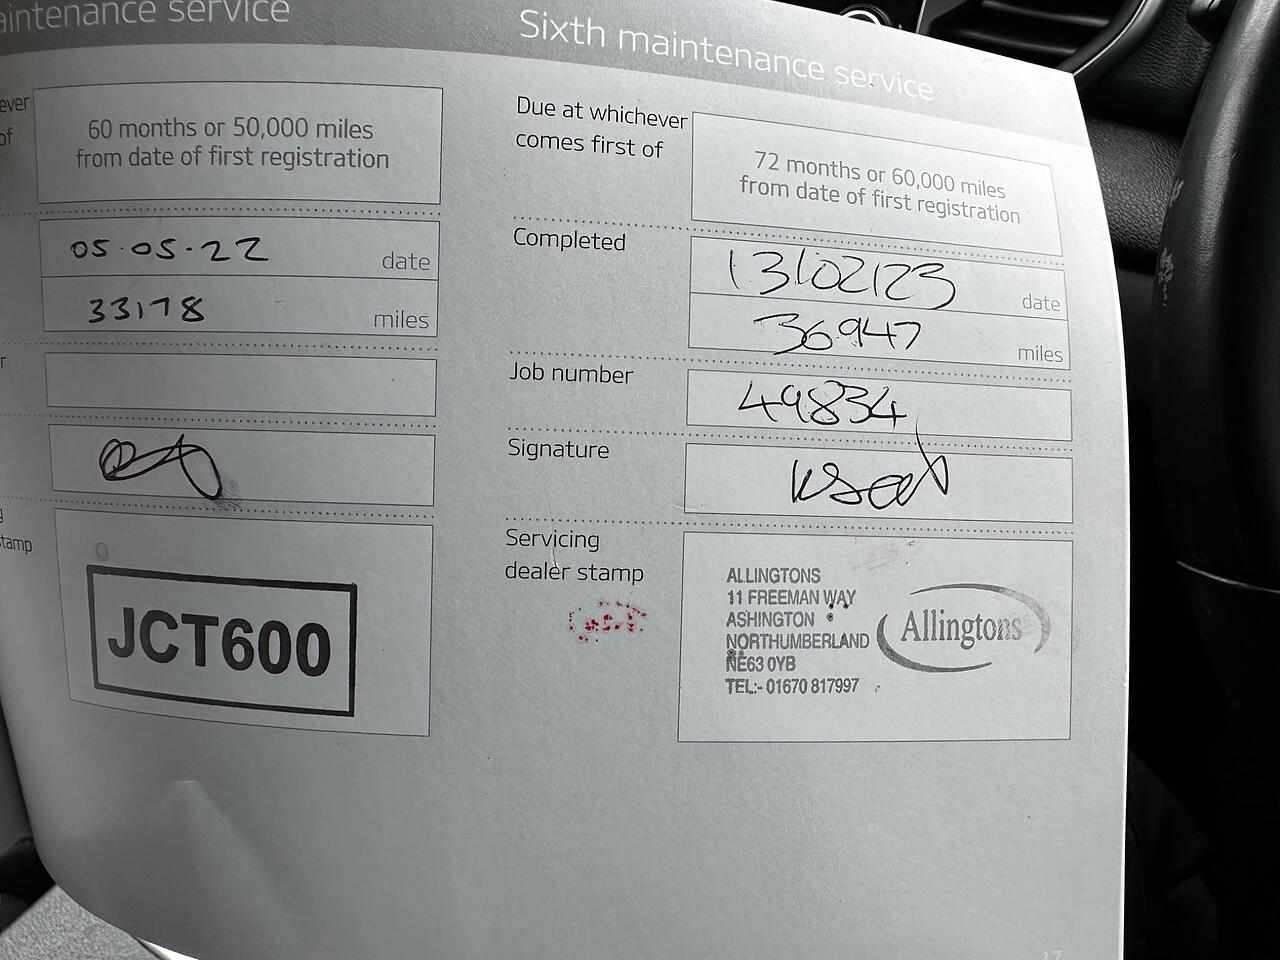 aintenance service
ever
of
60 months or 50,000 miles
from date of first registration
05.05.22
date
33178
miles
r
g
tamp
JCT600
Sixth maintenance service
Due at whichever
comes first of
72 months or 60,000 miles
from date of first registration
Completed
13/02/23
date
36947
miles
Job number
49834
Signature
Servicing
dealer stamp
ALLINGTONS
11 FREEMAN WAY
ASHINGTON
NORTHUMBERLAND
NE63 0YB
TEL:- 01670 817997
Allingtons
17